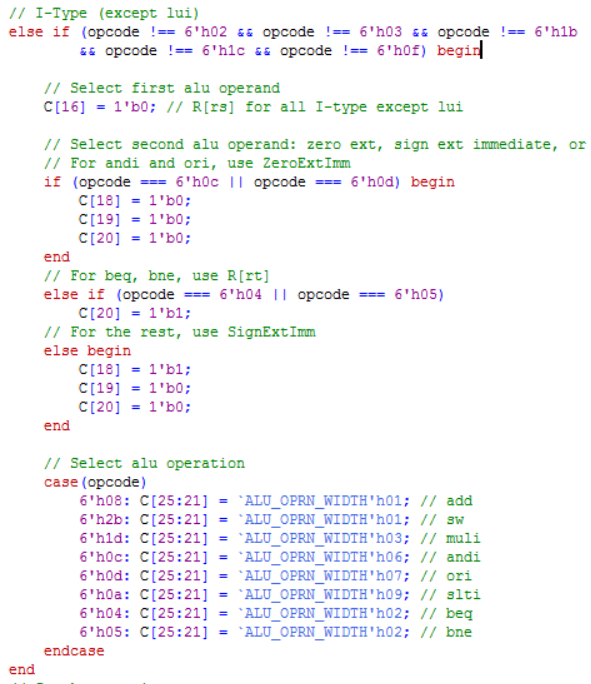 // I-Type (except lui)
else if (opcode !== 6'h02 && opcode !== 6'h03 && opcode !== 6'h1b
&& opcode !== 6'h1c && opcode !== 6'h0f) begin
// Select first alu operand
C[16] = 1'b0; // R[rs] for all I-type except lui
// Select second alu operand: zero ext, sign ext immediate, or
// For andi and ori, use ZeroExtImm
if (opcode === 6'h0c || opcode === 6'h0d) begin
C[18] = 1'b0;
C[19] = 1'b0;
C[20] = 1'b0;
end
// For beq, bne, use R[rt]
else if (opcode === 6'h04 || opcode === 6'h05)
C[20] = 1'b1;
// For the rest, use SignExtImm
else begin
C[18] = 1'b1;
C[19] = 1'b0;
C[20] = 1'b0;
end
// Select alu operation
case(opcode)
6'h08: C[25:21] = `ALU_OPRN_WIDTH'h01; // add
6'h2b: C[25:21] = `ALU_OPRN_WIDTH'h01; // sw
6'h1d: C[25:21] = `ALU_OPRN_WIDTH'h03; // muli
6'h0c: C[25:21] = `ALU_OPRN_WIDTH'h06; // andi
6'h0d: C[25:21] = `ALU_OPRN_WIDTH'h07; // ori
6'h0a: C[25:21] = `ALU_OPRN_WIDTH'h09; // slti
6'h04: C[25:21] = `ALU_OPRN_WIDTH'h02; // beq
6'h05: C[25:21] = `ALU_OPRN_WIDTH'h02; // bne
endcase
end